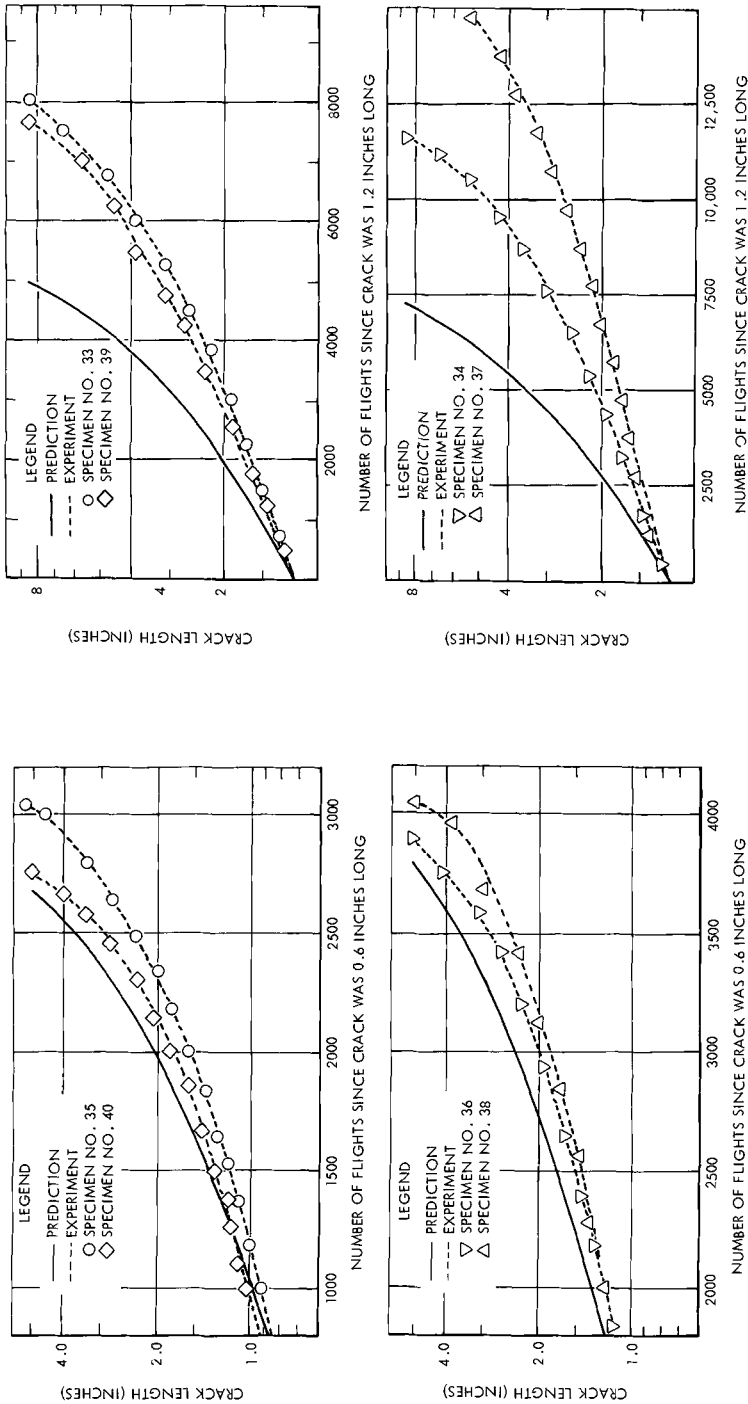 4.0
2.0
1.0
CRACK LENGTH (INCHES)
LEGEND
PREDICTION
EXPERIMENT
SPECIMEN NO. 35
SPECIMEN NO. 40
1000
1500
2000
2500
3000
NUMBER OF FLIGHTS SINCE CRACK WAS 0.6 INCHES LONG
8
4
2
CRACK LENGTH (INCHES)
LEGEND
PREDICTION
EXPERIMENT
SPECIMEN NO. 33
SPECIMEN NO. 39
2000
4000
6000
8000
NUMBER OF FLIGHTS SINCE CRACK WAS 1.2 INCHES LONG
4.0
2.0
1.0
CRACK LENGTH (INCHES)
LEGEND
PREDICTION
EXPERIMENT
SPECIMEN NO. 36
SPECIMEN NO. 38
2000
2500
3000
3500
4000
NUMBER OF FLIGHTS SINCE CRACK WAS 0.6 INCHES LONG
8
4
2
CRACK LENGTH (INCHES)
LEGEND
PREDICTION
EXPERIMENT
SPECIMEN NO. 34
SPECIMEN NO. 37
2500
5000
7500
10,000
12,500
NUMBER OF FLIGHTS SINCE CRACK WAS 1.2 INCHES LONG